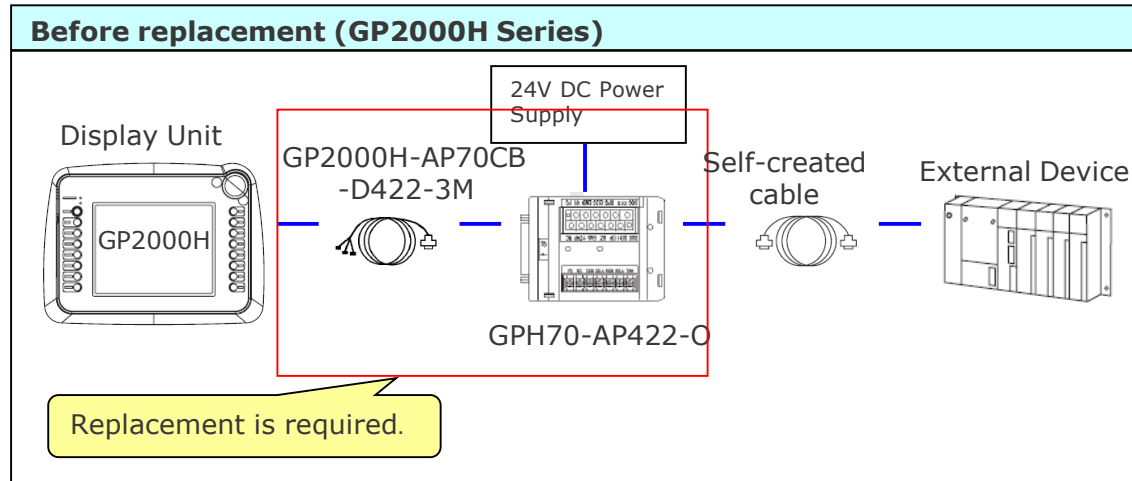 Before replacement (GP2000H Series)
24V DC Power
Supply
Display Unit
GP2000H-AP70CB
-D422-3M
Self-created
cable
External Device
GP2000H
GPH70-AP422-O
Replacement is required.